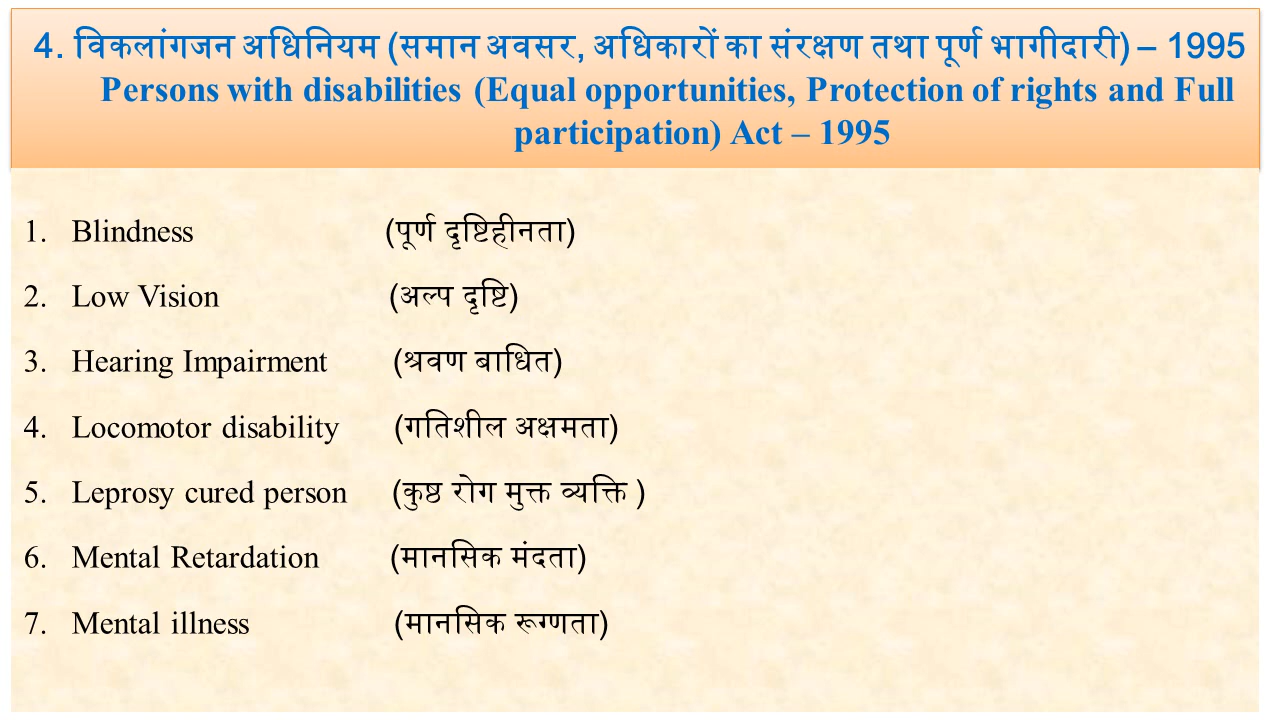 4. विकलांगजन अधिनियम (समान अवसर, अधिकारों का संरक्षण तथा पूर्ण भागीदारी) – 1995
Persons with disabilities (Equal opportunities, Protection of rights and Full
participation) Act – 1995
1. Blindness (पूर्ण दृष्टिहीनता)
2. Low Vision (अल्प दृष्टि)
3. Hearing Impairment (श्रवण बाधित)
4. Locomotor disability (गतिशील अक्षमता)
5. Leprosy cured person (कुष्ठ रोग मुक्त व्यक्ति )
6. Mental Retardation (मानसिक मंदता)
7. Mental illness (मानसिक रूग्णता)